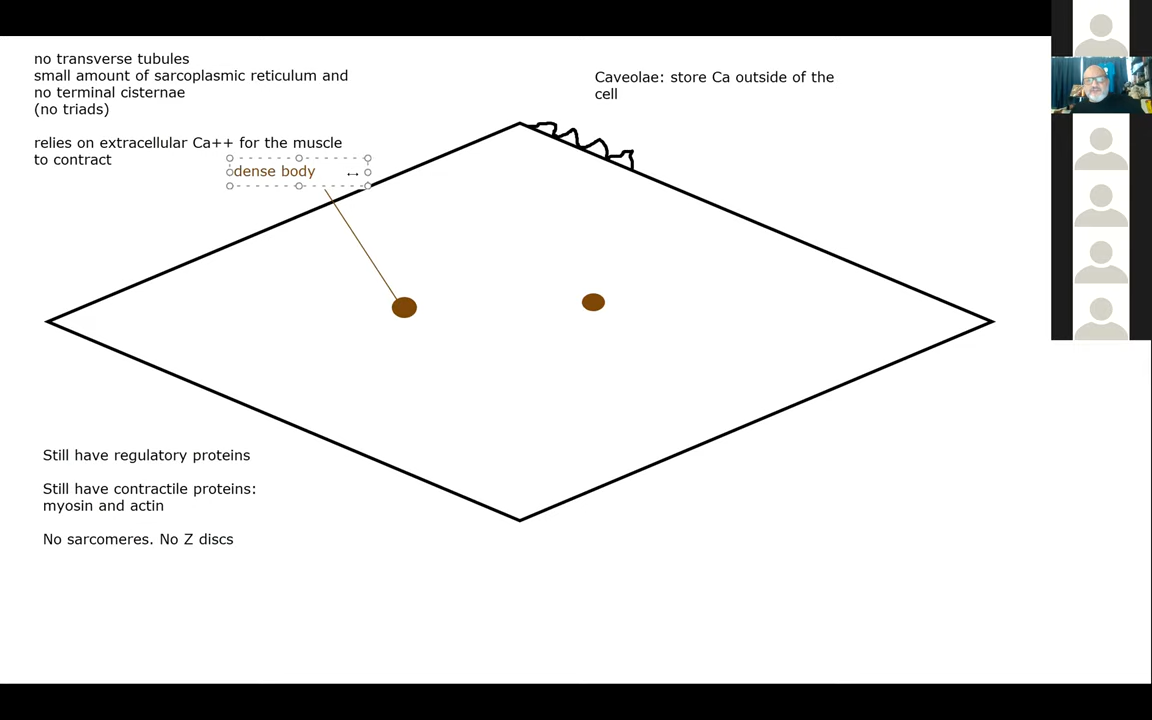 no transverse tubules
small amount of sarcoplasmic reticulum and
no terminal cisternae
(no triads)
relies on extracellular Ca++ for the muscle
to contract
dense body
Caveolae: store Ca outside of the
cell
Still have regulatory proteins
Still have contractile proteins:
myosin and actin
No sarcomeres. No Z discs